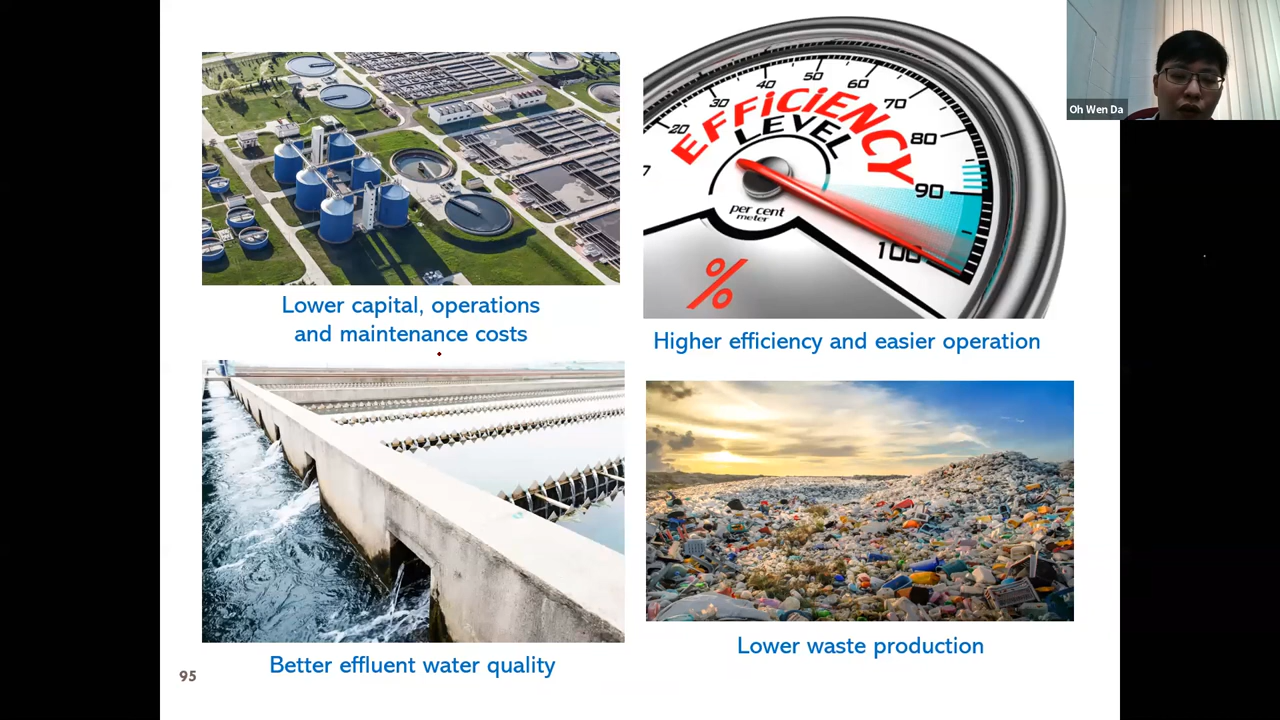 Oh Wen Da
7
20
30
40
50
60
70
80
90
100
EFFiCiENCY
LEVEL
per cent
meter
%
Lower capital, operations
and maintenance costs
Higher efficiency and easier operation
Better effluent water quality
Lower waste production
95